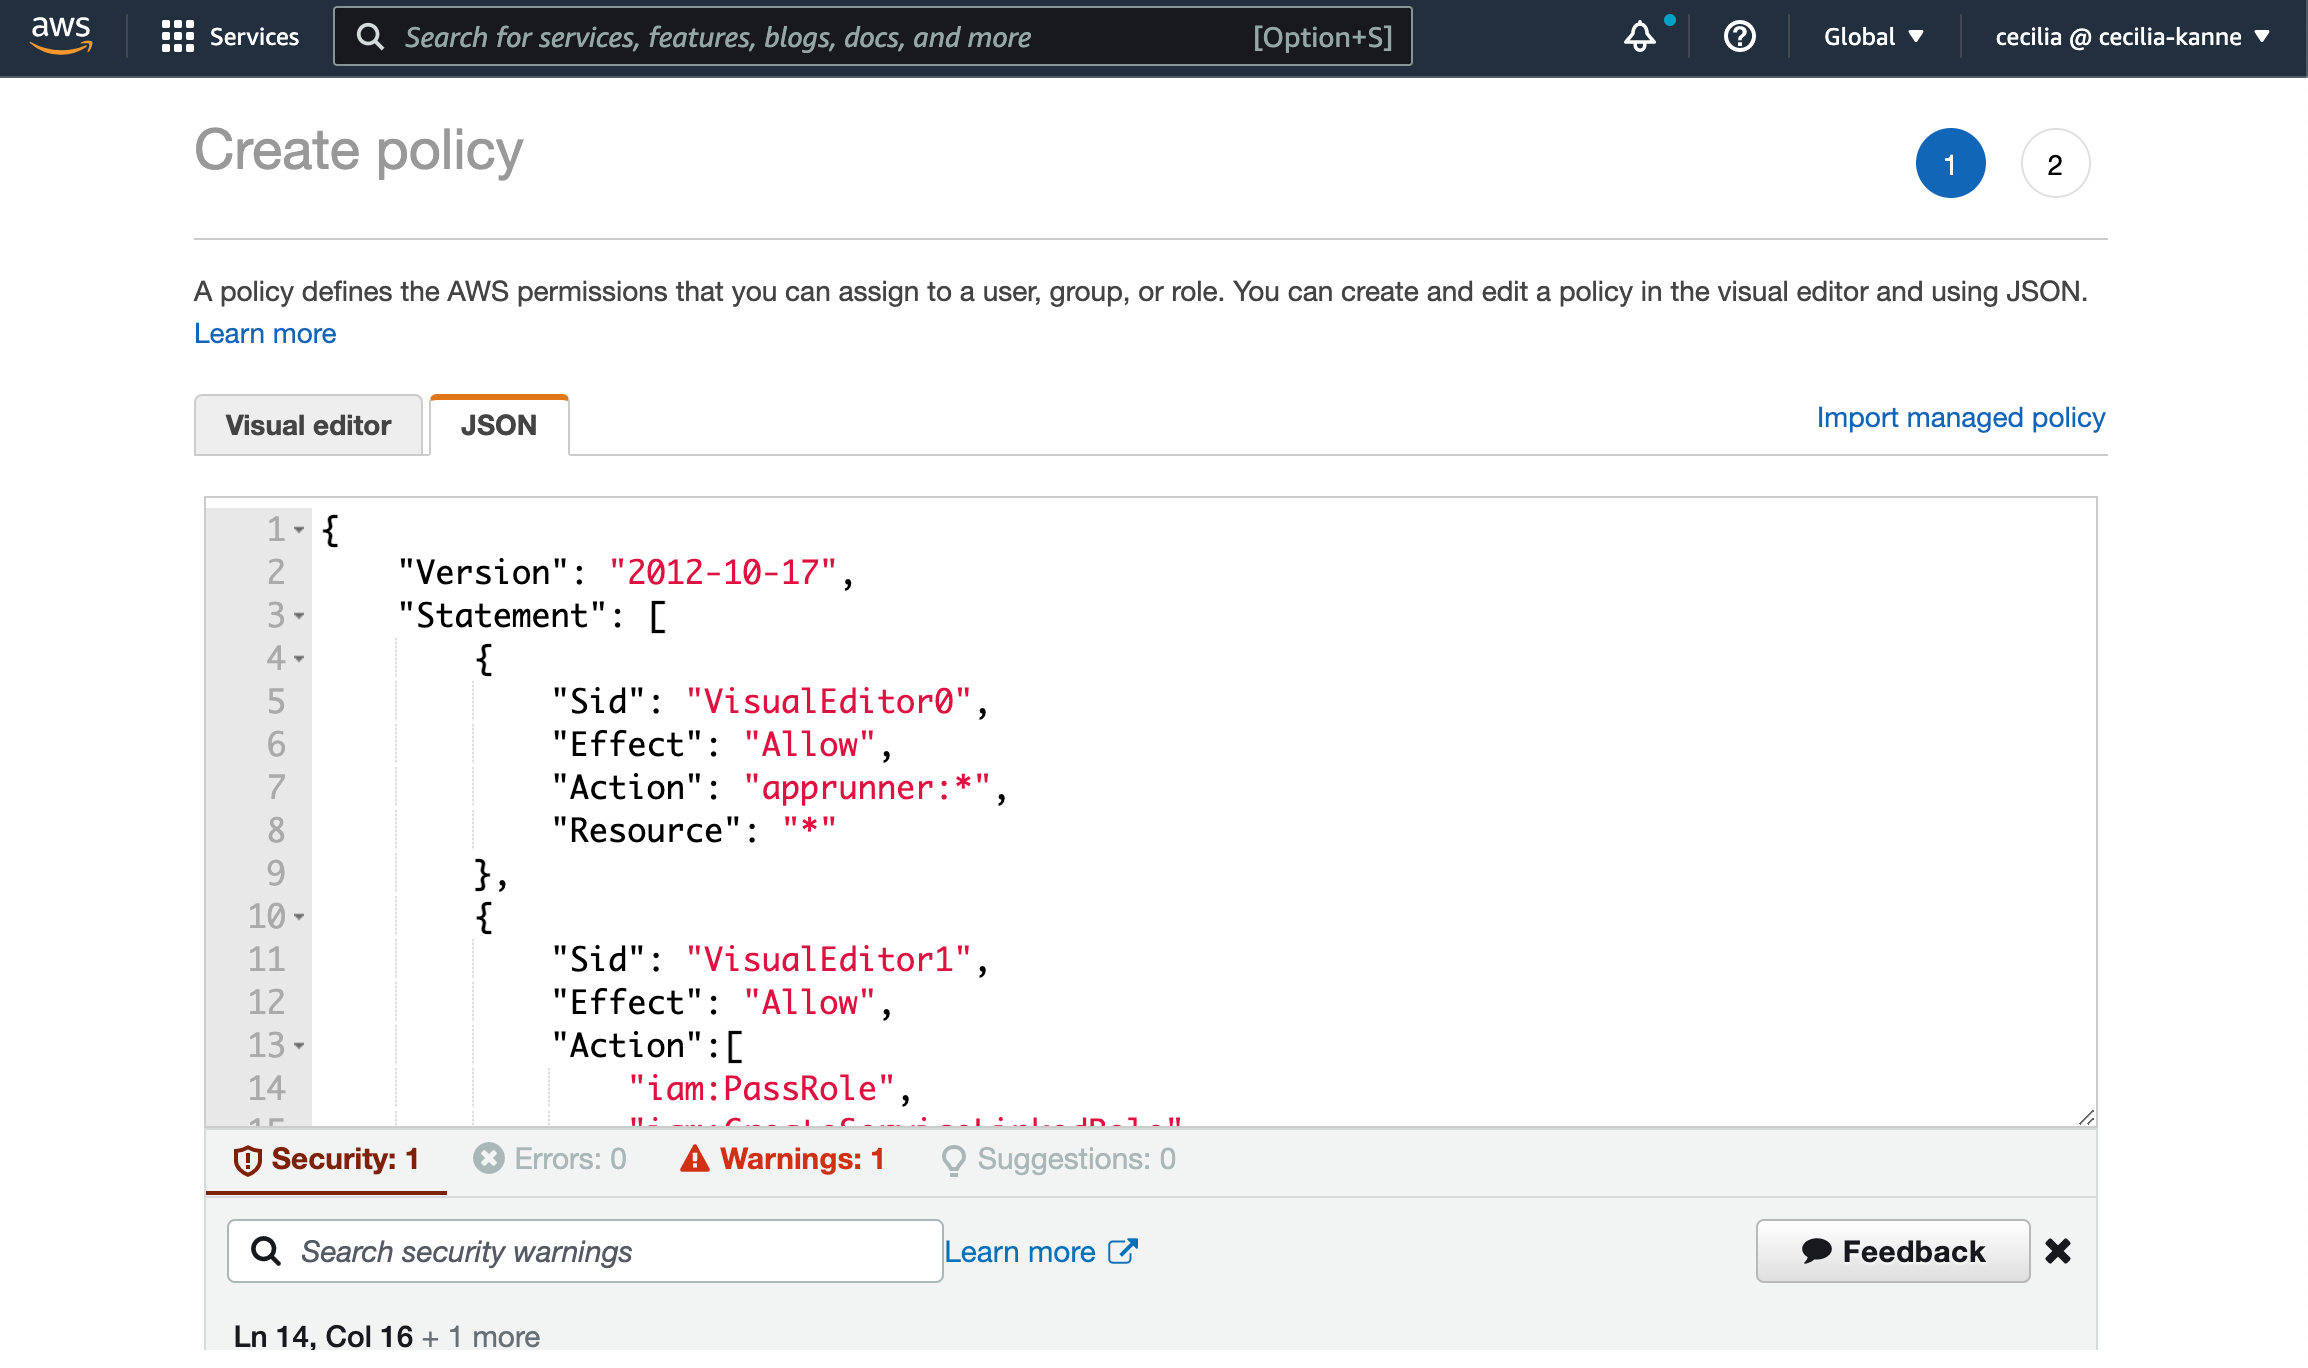 aws
Services
Search for services, features, blogs, docs, and more
[Option+S]
Global
cecilia @ cecilia-kanne
Create policy
1
2
A policy defines the AWS permissions that you can assign to a user, group, or role. You can create and edit a policy in the visual editor and using JSON.
Learn more
Visual editor
JSON
Import managed policy
1 {
2 "Version": "2012-10-17",
3 "Statement": [
4 {
5 "Sid": "VisualEditor0",
6 "Effect": "Allow",
7 "Action": "apprunner:*",
8 "Resource": "*"
9 },
10 {
11 "Sid": "VisualEditor1",
12 "Effect": "Allow",
13 "Action":[
14 "iam:PassRole",
15 "iam:CreateServiceLinkedRole"
Security: 1
Errors: 0
Warnings: 1
Suggestions: 0
Search security warnings
Learn more
Feedback
Ln 14, Col 16 + 1 more